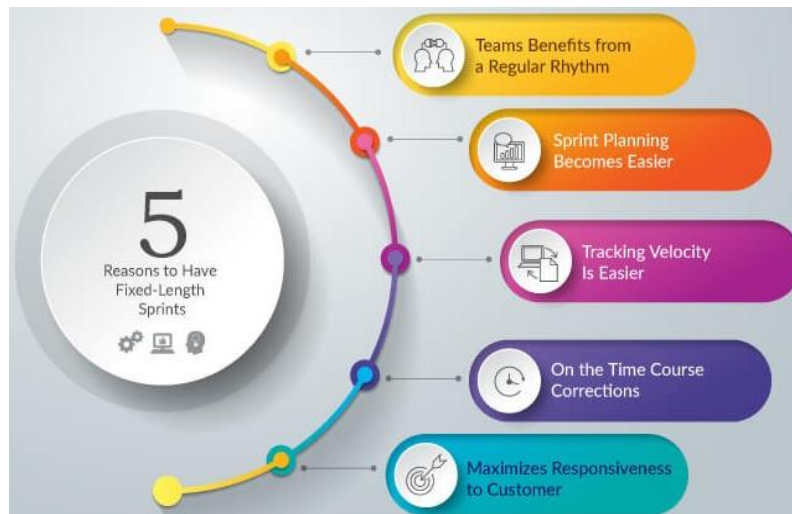 5
Reasons to Have
Fixed-Length
Sprints
Teams Benefits from
a Regular Rhythm
Sprint Planning
Becomes Easier
Tracking Velocity
Is Easier
On the Time Course
Corrections
Maximizes Responsiveness
to Customer